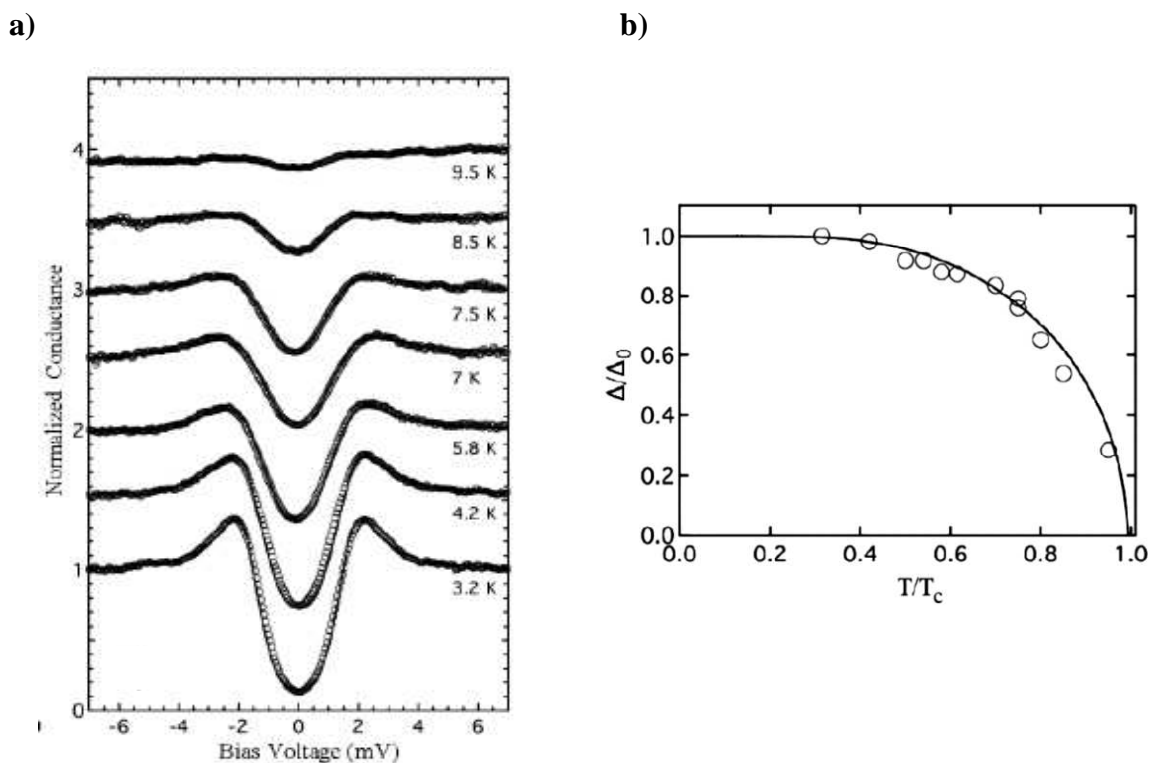 a)
b)
4
9.5 K
8.5 K
3
7.5 K
7 K
2
5.8 K
4.2 K
1
3.2 K
0
-6 -4 -2 0 2 4 6
Bias Voltage (mV)
Normalized Conductance
1.0
0.8
0.6
0.4
0.2
0.0
0.0 0.2 0.4 0.6 0.8 1.0
T/Tc
Δ/Δ0